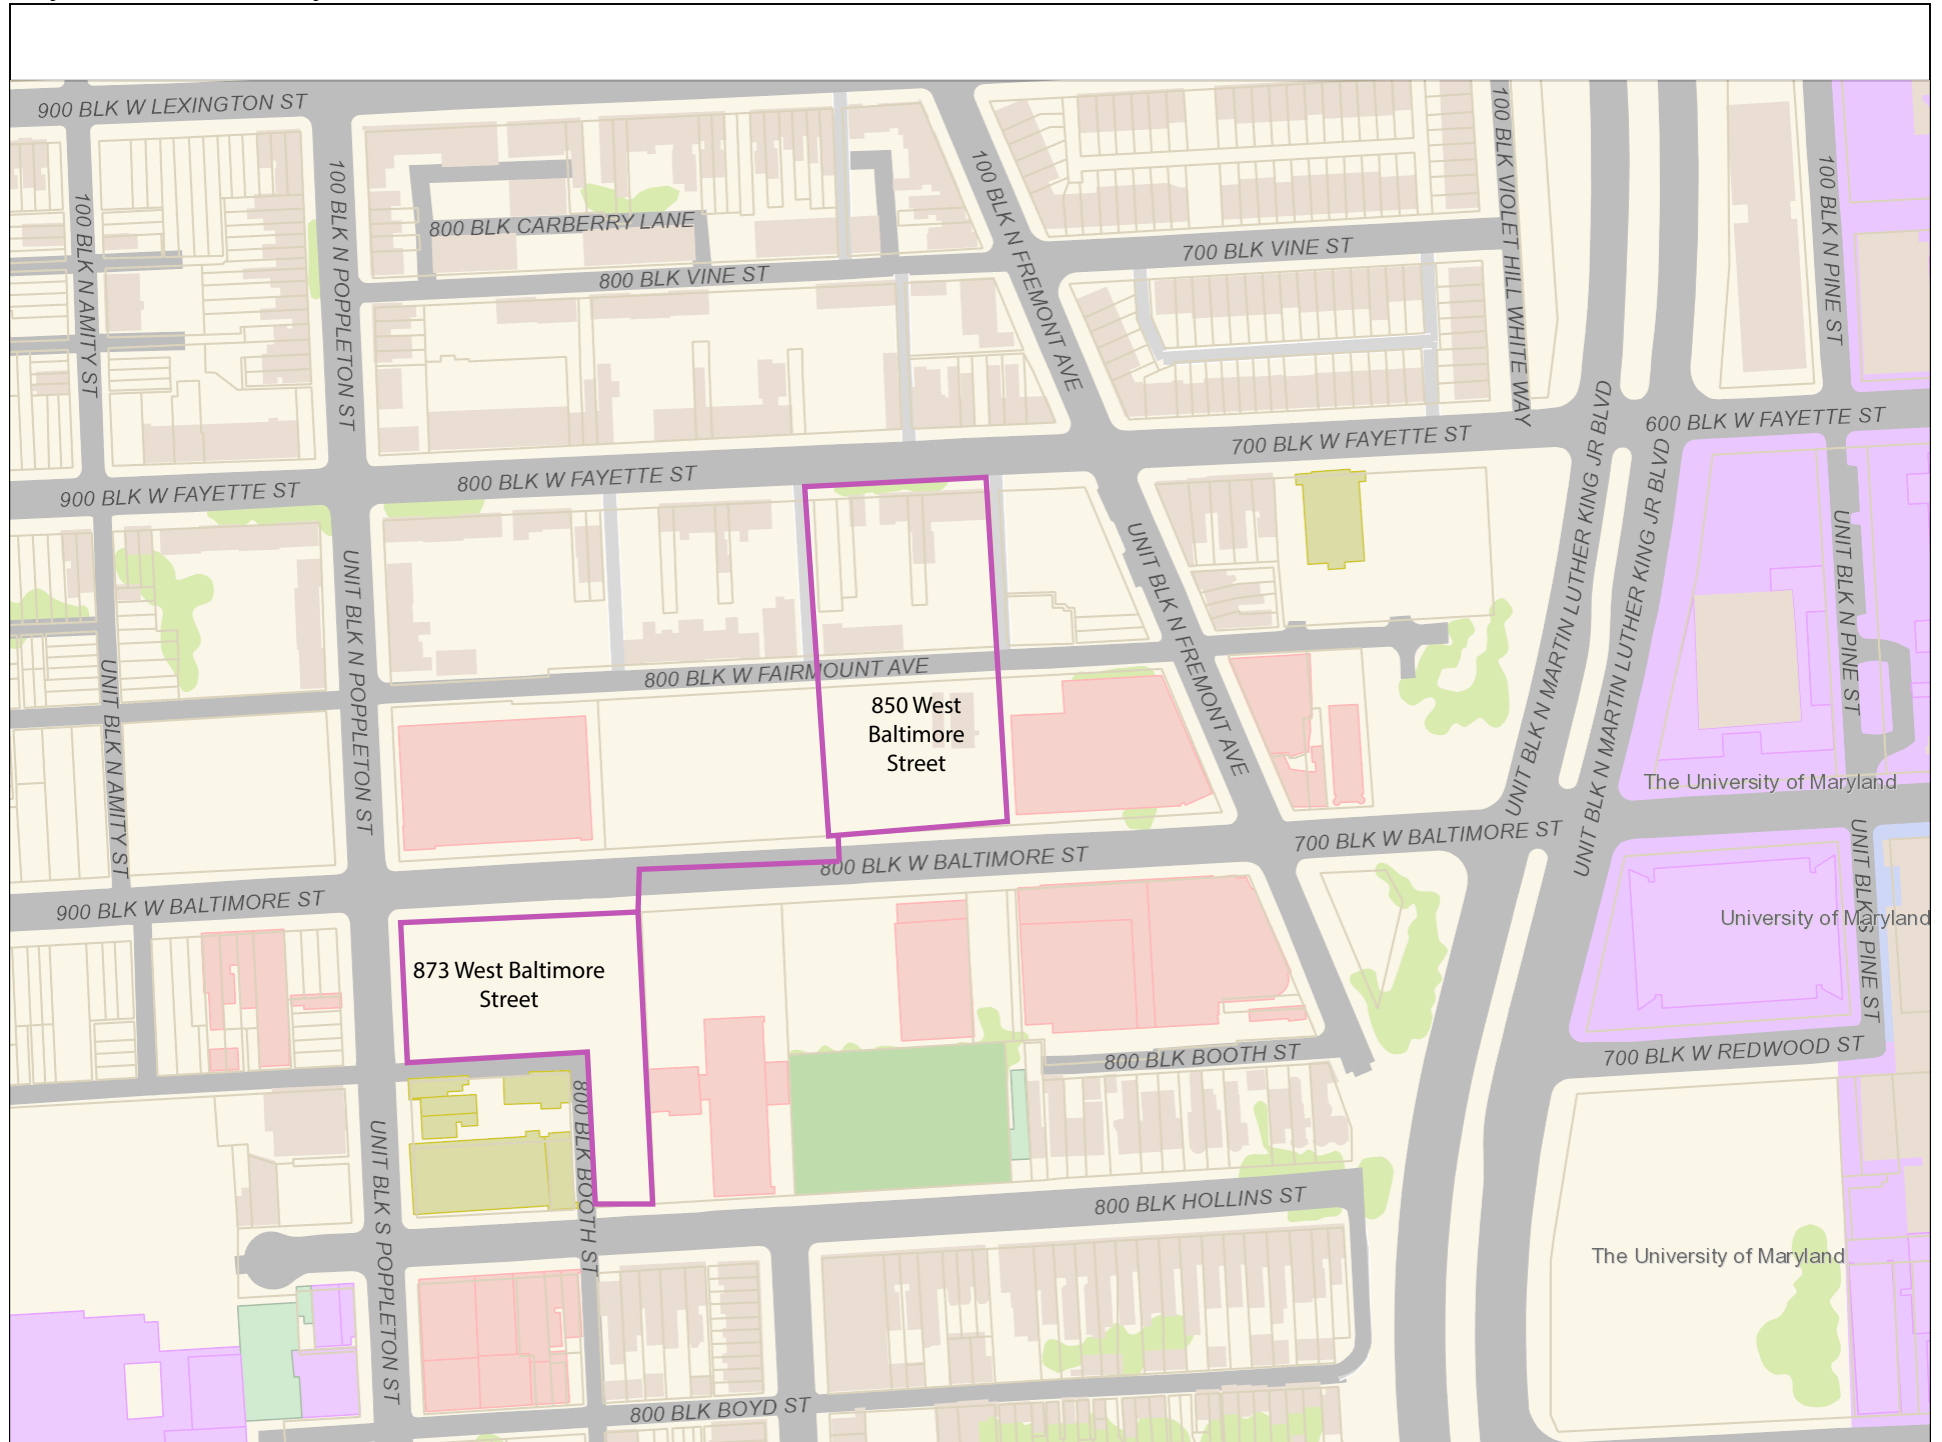 900 BLK W LEXINGTON ST
100 BLK N AMITY ST
100 BLK N POPPLETON ST
800 BLK CARBERRY LANE
800 BLK VINE ST
100 BLK N FREMONT AVE
700 BLK VINE ST
100 BLK VIOLET HILL WHITE WAY
100 BLK N PINE ST
900 BLK W FAYETTE ST
800 BLK W FAYETTE ST
700 BLK W FAYETTE ST
600 BLK W FAYETTE ST
UNIT BLK N AMITY ST
UNIT BLK N POPPLETON ST
800 BLK W FAIRMOUNT AVE
UNIT BLK N FREMONT AVE
UNIT BLK N MARTIN LUTHER KING JR BLVD
UNIT BLK N MARTIN LUTHER KING JR BLVD
UNIT BLK N PINE ST
850 West
Baltimore
Street
The University of Maryland
900 BLK W BALTIMORE ST
800 BLK W BALTIMORE ST
700 BLK W BALTIMORE ST
UNIT BLK S PINE ST
University of Maryland
873 West Baltimore
Street
800 BLK BOOTH ST
700 BLK W REDWOOD ST
800 BLK BOOTH ST
UNIT BLK S POPPLETON ST
800 BLK HOLLINS ST
The University of Maryland
800 BLK BOYD ST